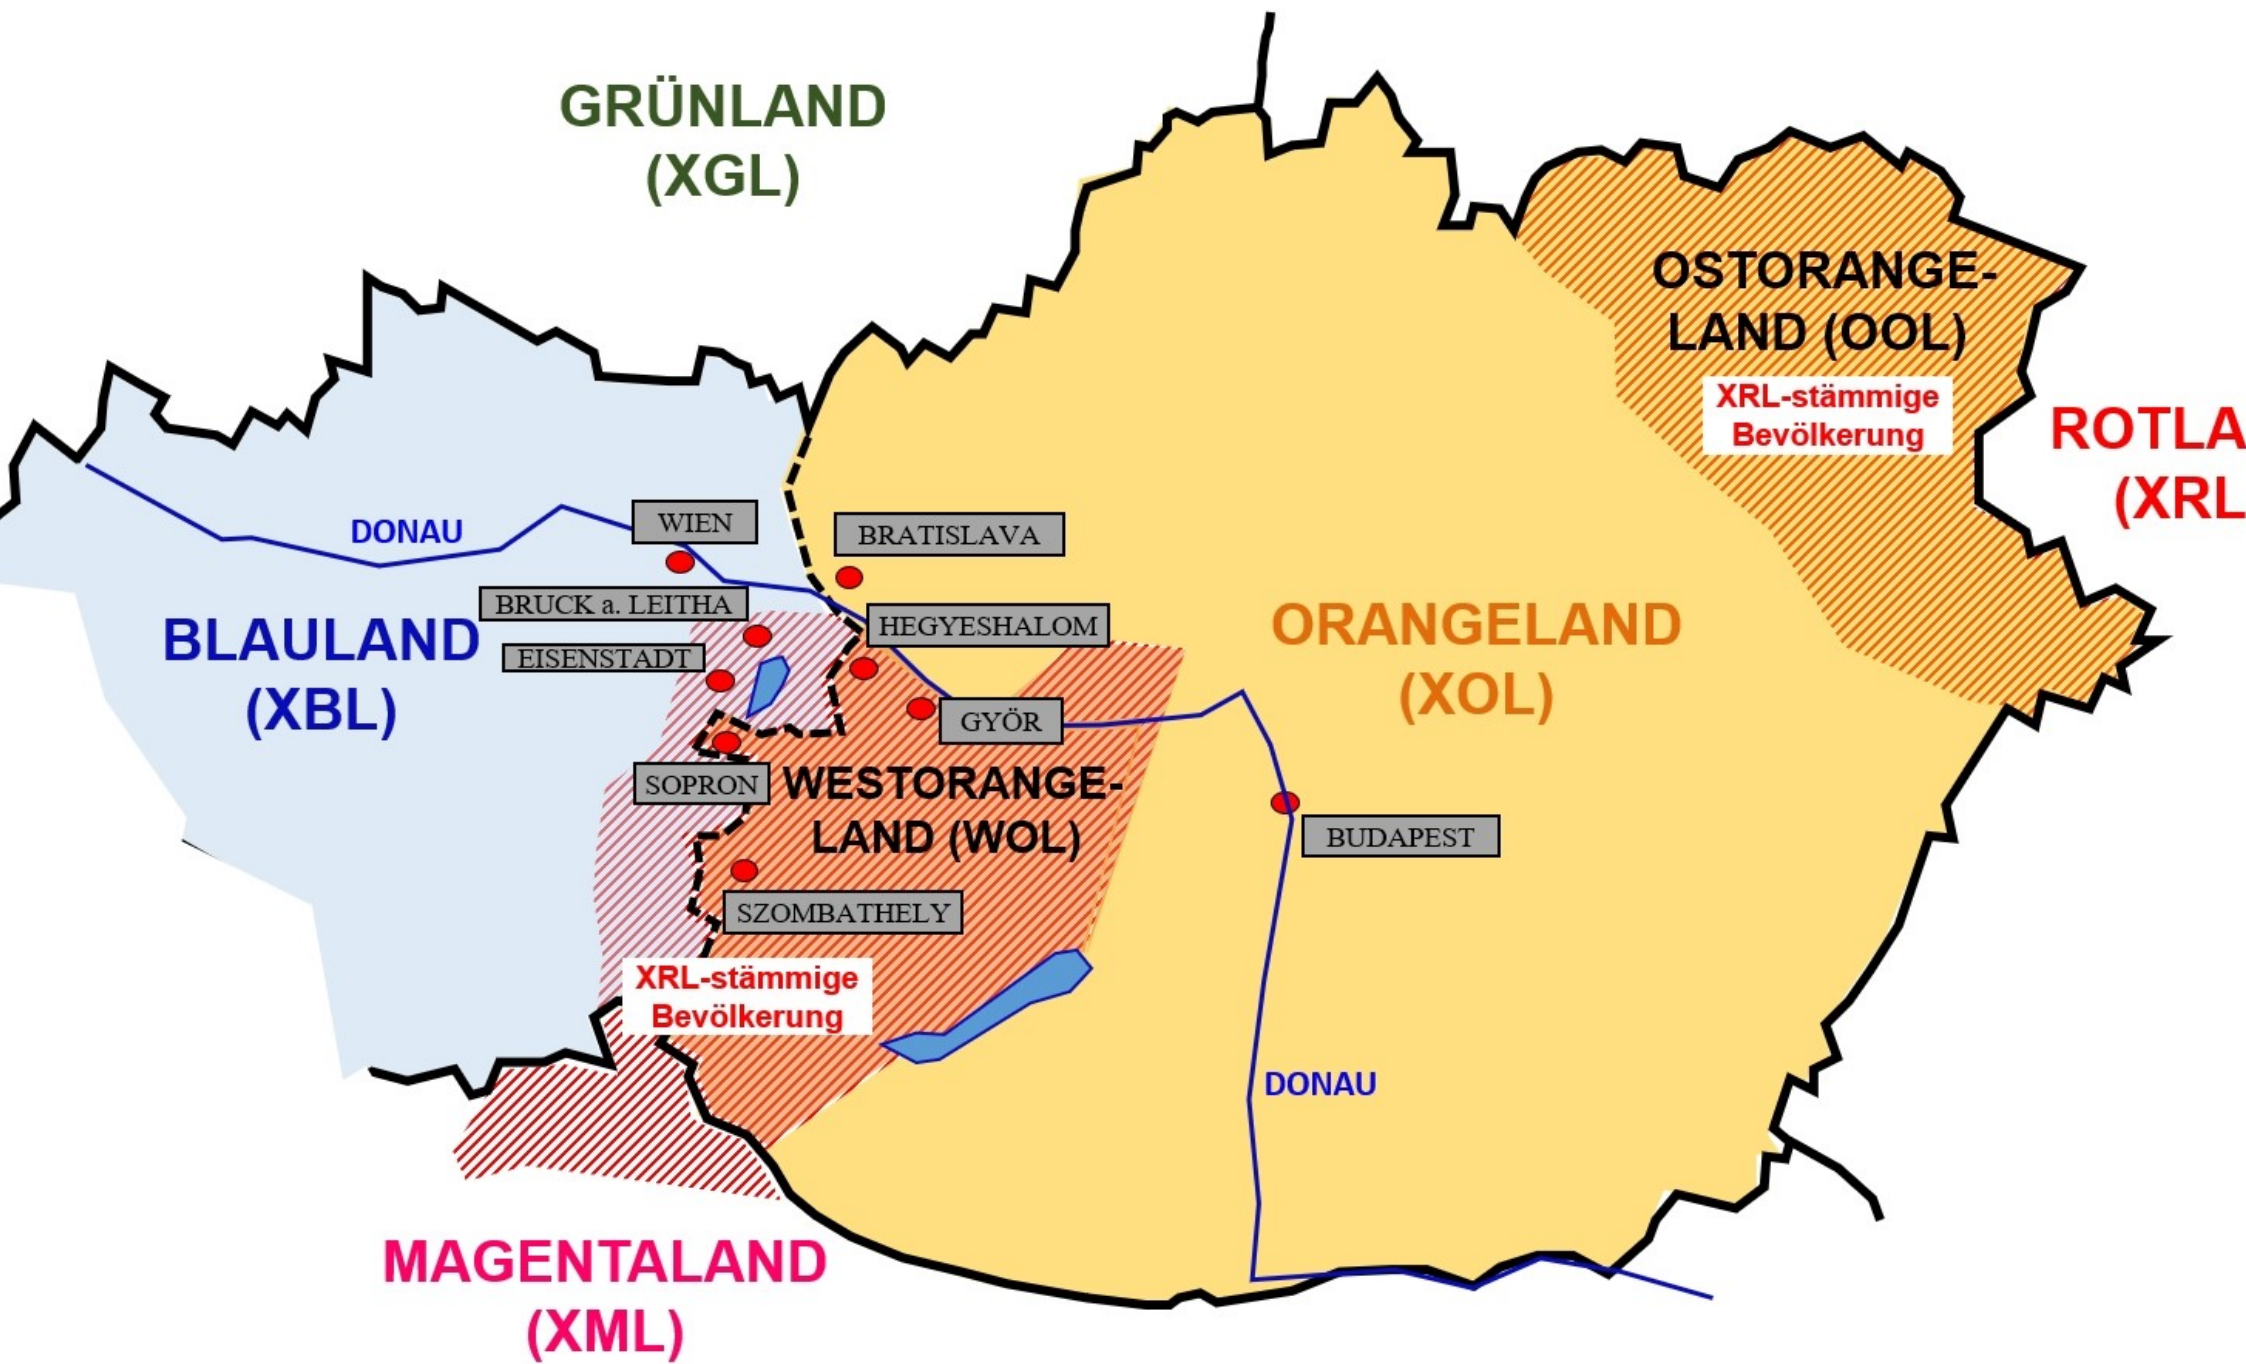 GRÜNLAND
(XGL)
OSTORANGE-
LAND (OOL)
XRL-stämmige
Bevölkerung
ROTLA
(XRL
DONAU
WIEN
BRATISLAVA
BRUCK a. LEITHA
HEGYESHALOM
EISENSTADT
BLAULAND
(XBL)
ORANGELAND
(XOL)
GYÖR
SOPRON
WESTORANGE-
LAND (WOL)
BUDAPEST
SZOMBATHELY
XRL-stämmige
Bevölkerung
DONAU
MAGENTALAND
(XML)